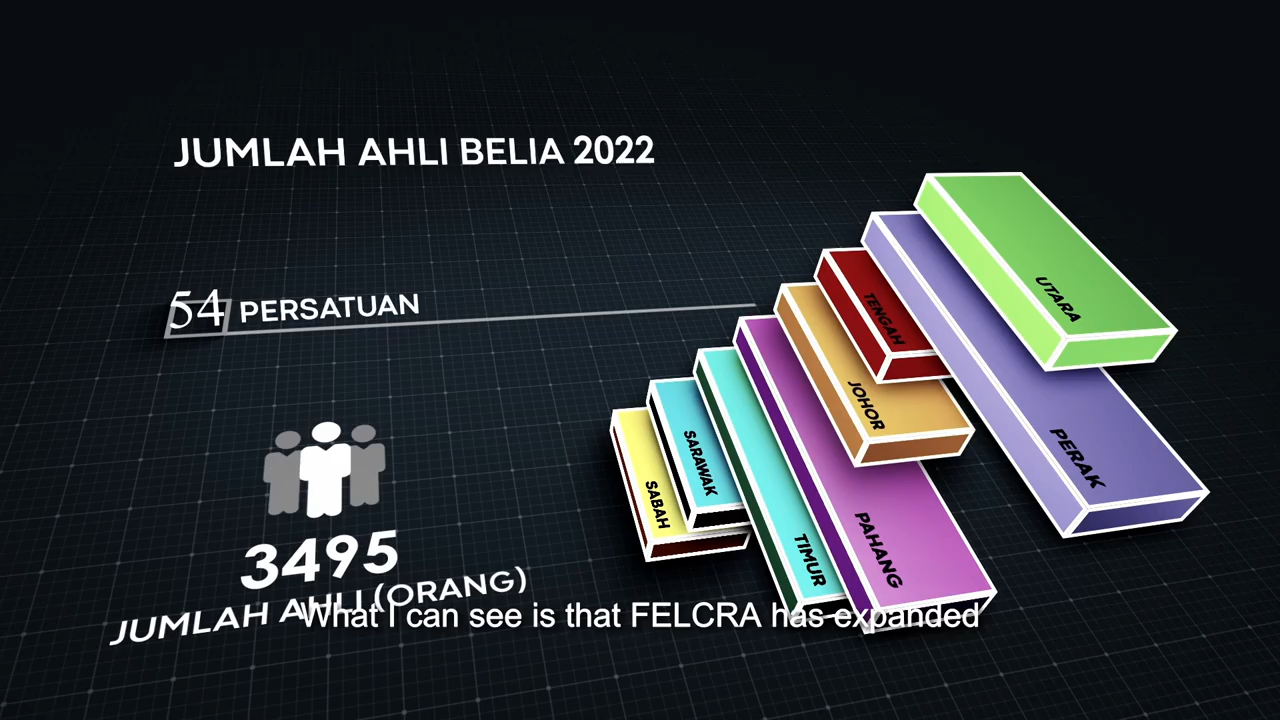 JUMLAH AHLI BELIA 2022
54 PERSATUAN
3495
JUMLAH AHLI (ORANG)
UTARA
PERAK
TENGAH
JOHOR
PAHANG
TIMUR
SARAWAK
SABAH
What I can see is that FELCRA has expanded